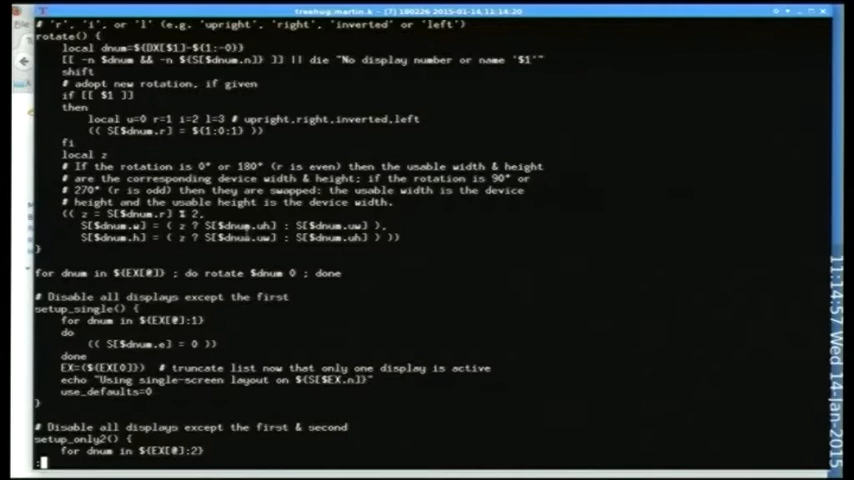 treehug:martin.k - [7] 180226 2015-01-14,11:14:20
# 'r', 'i', or 'l' (e.g. 'upright', 'right', 'inverted' or 'left')
rotate() {
local dnum=${DX[$1]-${1:-0}}
[[ -n $dnum && -n ${S[$dnum.n]} ]] || die "No display number or name '$1'"
shift
# adopt new rotation, if given
if [[ $1 ]]
then
local u=0 r=1 i=2 l=3 # upright,right,inverted,left
(( S[$dnum.r] = ${1:0:1} ))
fi
local z
# If the rotation is 0° or 180° (r is even) then the usable width & height
# are the corresponding device width & height; if the rotation is 90° or
# 270° (r is odd) then they are swapped: the usable width is the device
# height and the usable height is the device width.
(( z = S[$dnum.r] % 2,
S[$dnum.w] = ( z ? S[$dnum.uh] : S[$dnum.uw] ),
S[$dnum.h] = ( z ? S[$dnum.uw] : S[$dnum.uh] ) ))
}
for dnum in ${EX[@]} ; do rotate $dnum 0 ; done
# Disable all displays except the first
setup_single() {
for dnum in ${EX[@]:1}
do
(( S[$dnum.e] = 0 ))
done
EX=(${EX[0]}) # truncate list now that only one display is active
echo "Using single-screen layout on ${S[$EX.n]}"
use_defaults=0
}
# Disable all displays except the first & second
setup_only2() {
for dnum in ${EX[@]:2}
:
11:14:57 Wed 14-Jan-2015